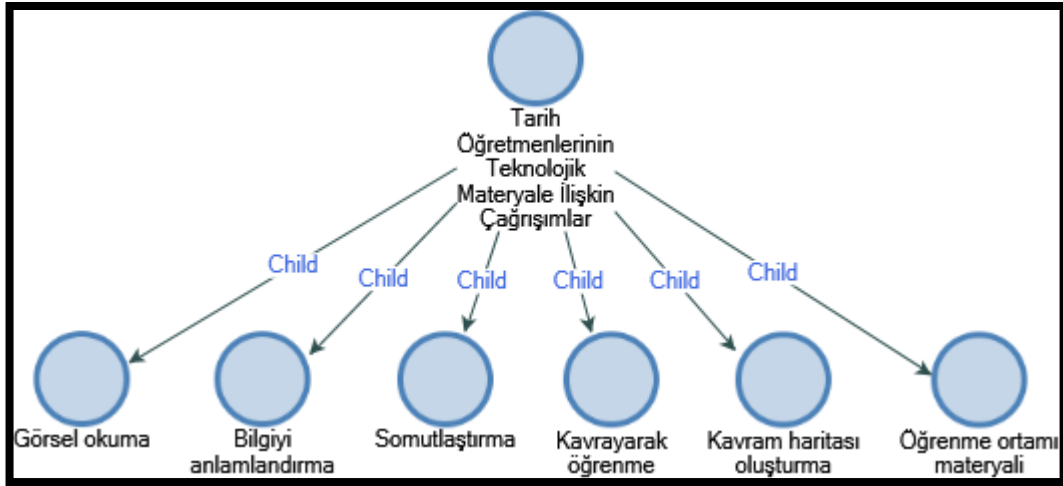 Tarih
Öğretmenlerinin
Teknolojik
Materyale İlişkin
Çağrışımlar
Child
Child
Child
Child
Child
Child
Görsel okuma
Bilgiyi
anlamlandırma
Somutlaştırma
Kavrayarak
öğrenme
Kavram haritası
oluşturma
Öğrenme ortamı
materyali